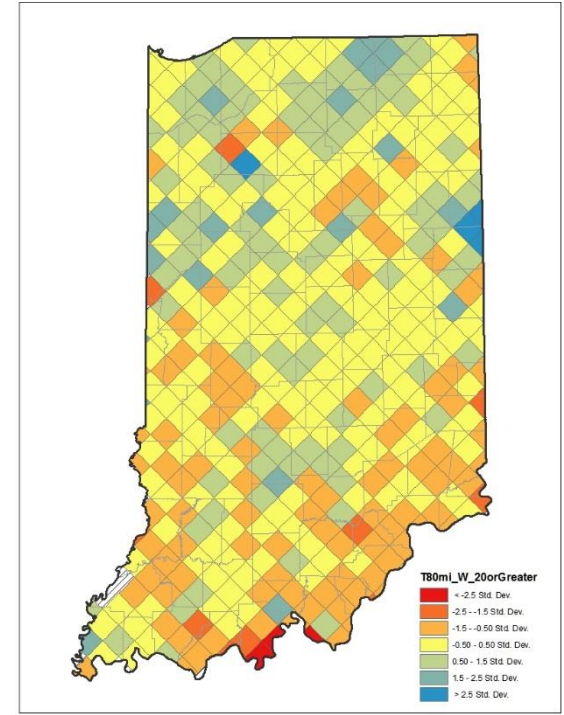 T80mi_W_20orGreater
< -2.5 Std. Dev.
-2.5 - -1.5 Std. Dev.
-1.5 - -0.50 Std. Dev.
-0.50 - 0.50 Std. Dev.
0.50 - 1.5 Std. Dev.
1.5 - 2.5 Std. Dev.
> 2.5 Std. Dev.